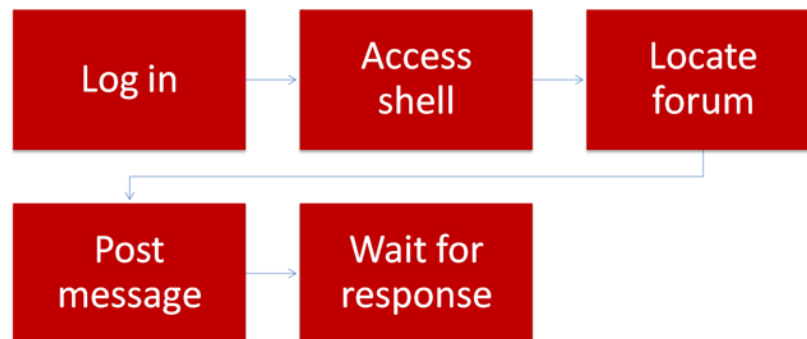 Log in
Access
shell
Locate
forum
Post
message
Wait for
response